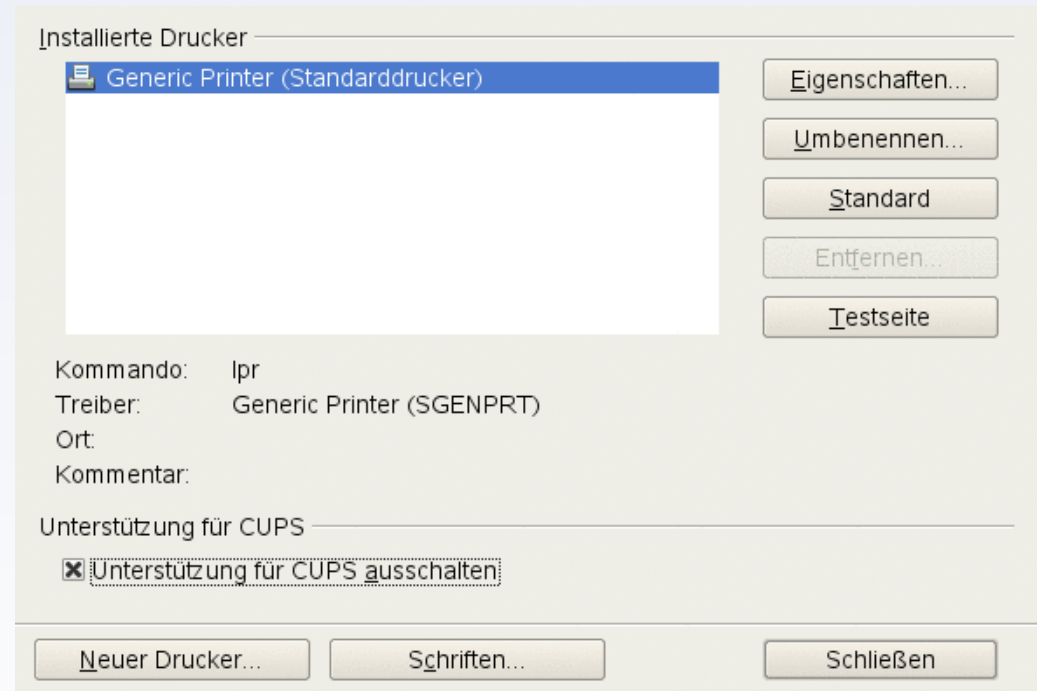 Installierte Drucker
Generic Printer (Standarddrucker)
Eigenschaften...
Umbenennen...
Standard
Entfernen...
Testseite
Kommando: lpr
Treiber: Generic Printer (SGENPRT)
Ort:
Kommentar:
Unterstützung für CUPS
Unterstützung für CUPS ausschalten
Neuer Drucker... Schriften... Schließen